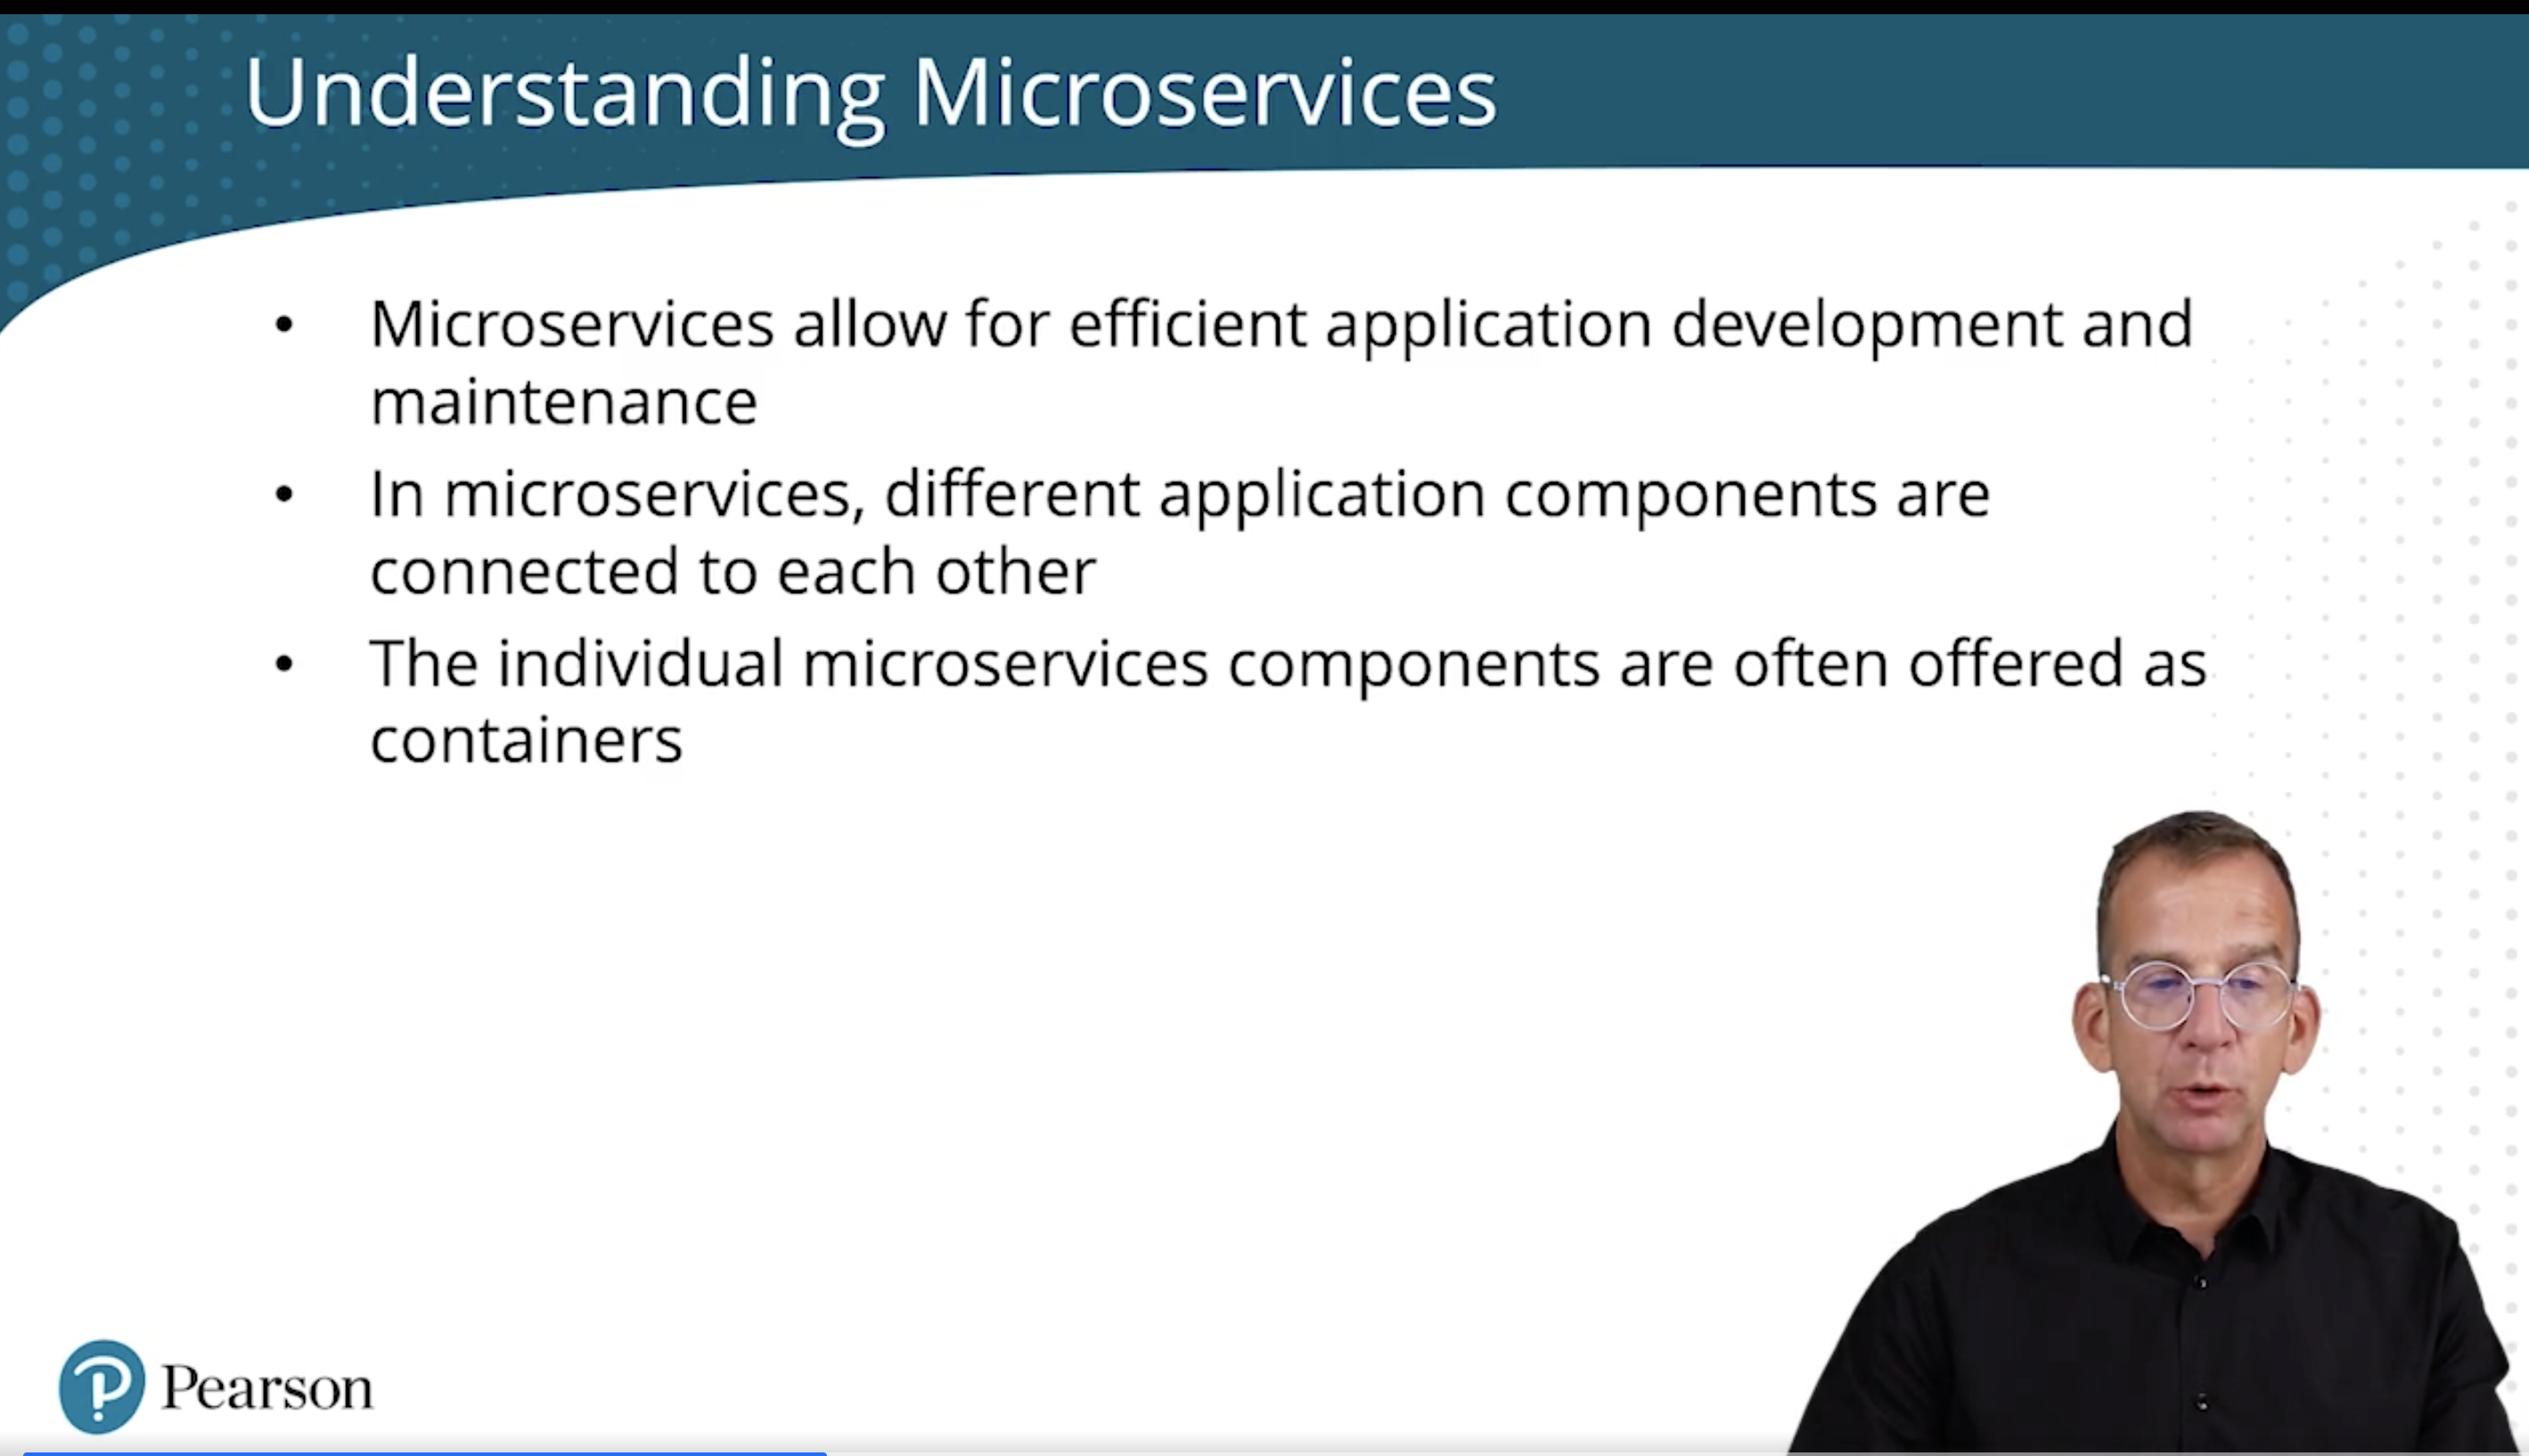 Understanding Microservices
• Microservices allow for efficient application development and
maintenance
• In microservices, different application components are
connected to each other
• The individual microservices components are often offered as
containers
Pearson